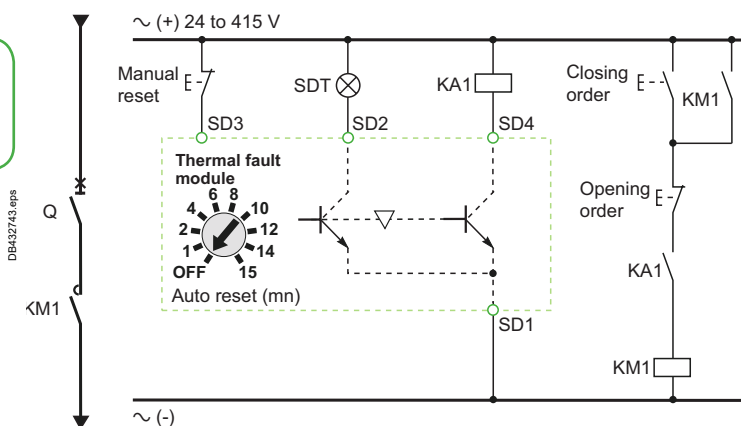 ∼ (+) 24 to 415 V
Manual
reset
SDT
KA1
Closing
order
KM1
SD3
SD2
SD4
Thermal fault
module
6 8
4 10
2 12
1 14
OFF 15
Auto reset (mn)
SD1
Opening
order
KA1
KM1
Q
KM1
DB432743.eps
∼ (-)